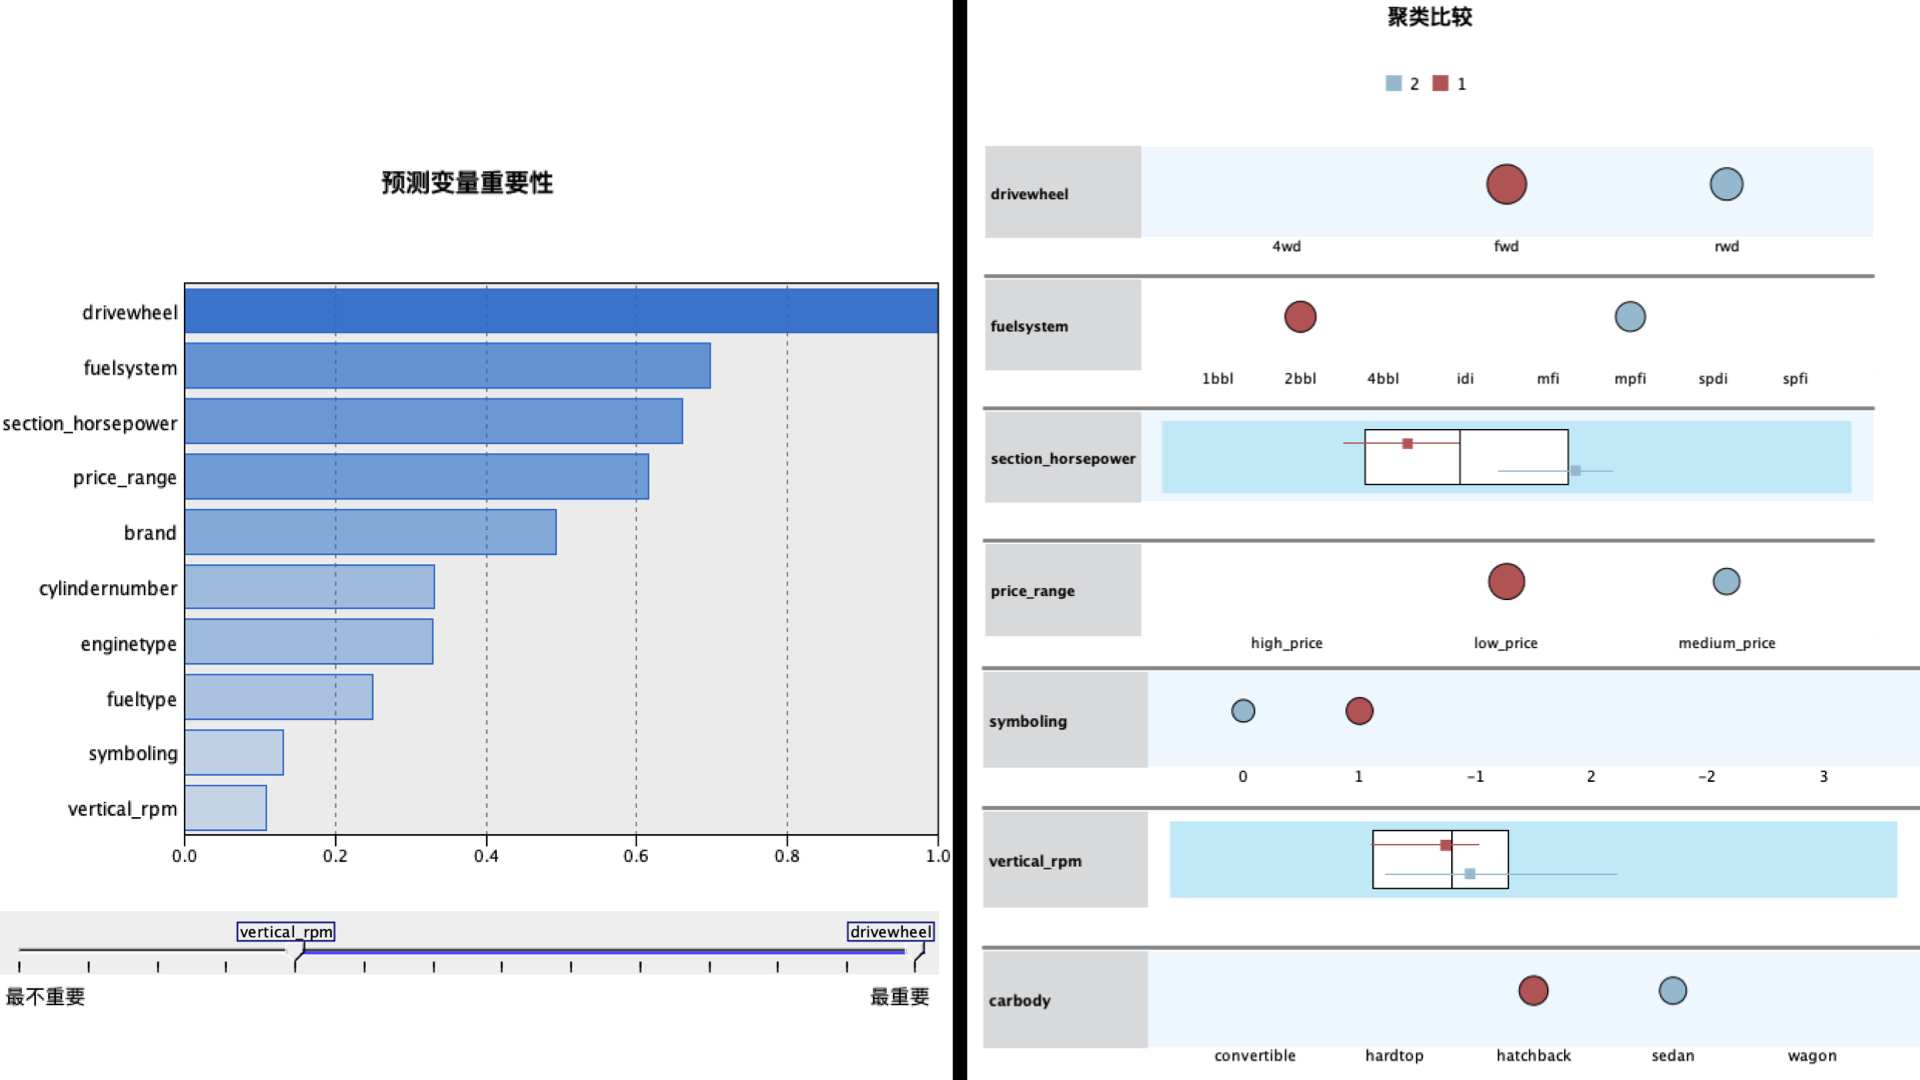 预测变量重要性
drivewheel
fuelsystem
section_horsepower
price_range
brand
cylindernumber
enginetype
fueltype
symboling
vertical_rpm
0.0 0.2 0.4 0.6 0.8 1.0
vertical_rpm drivewheel
最不重要 最重要
聚类比较
2 1
drivewheel
4wd fwd rwd
fuelsystem
1bbl 2bbl 4bbl idi mfi mpfi spdi spfi
section_horsepower
price_range
high_price low_price medium_price
symboling
0 1 -1 2 -2 3
vertical_rpm
carbody
convertible hardtop hatchback sedan wagon